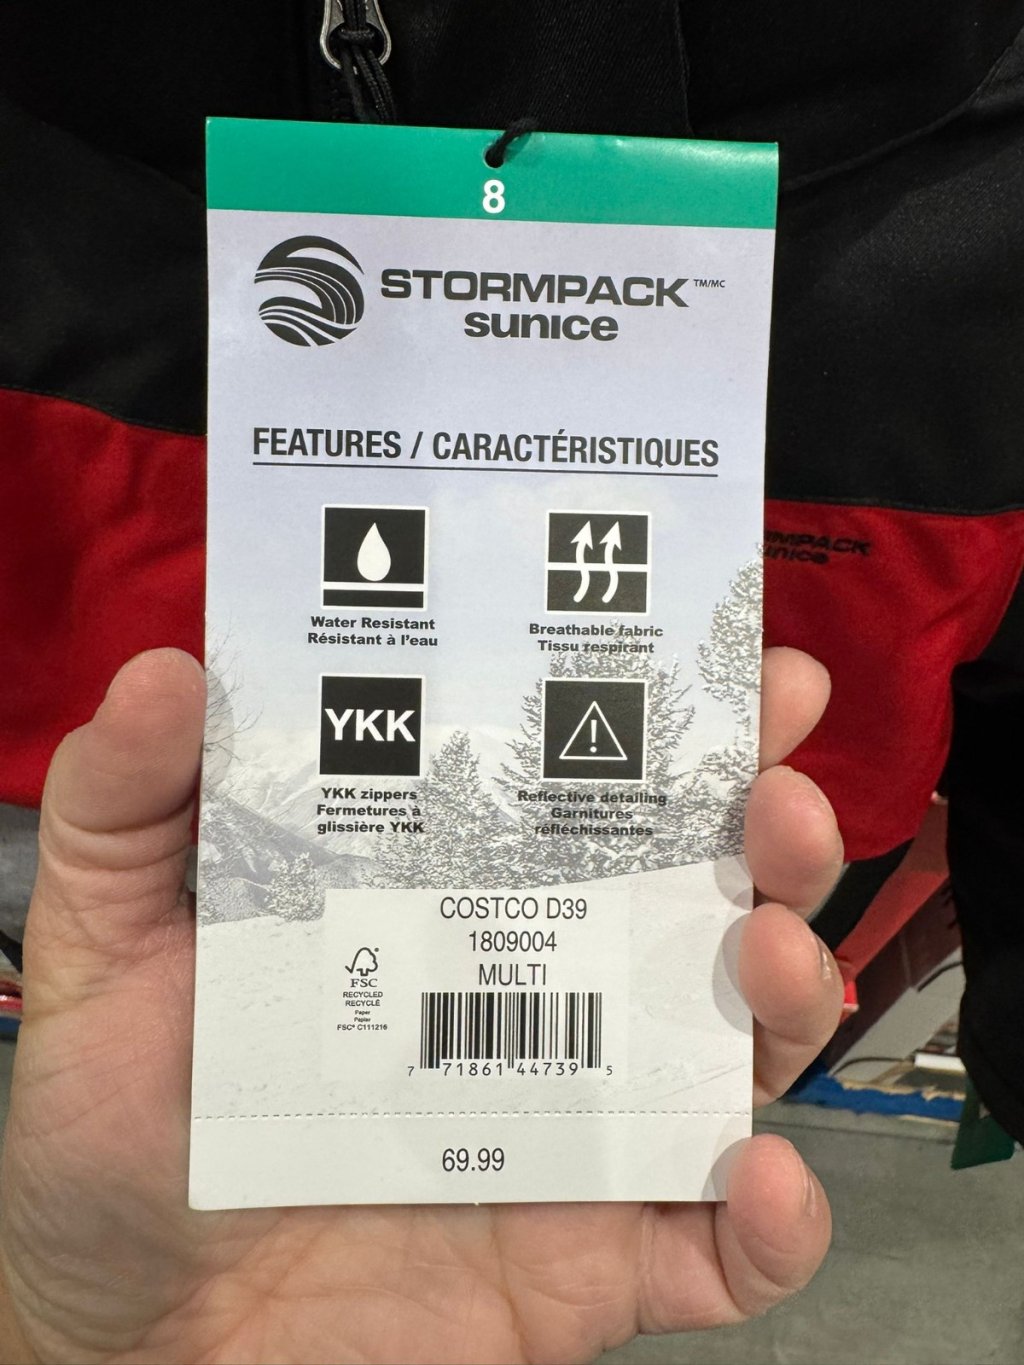 8
STORMPACK TM/MC
sunice
FEATURES / CARACTÉRISTIQUES
Water Resistant
Résistant à l'eau
Breathable fabric
Tissu respirant
YKK
YKK zippers
Fermetures à
glissière YKK
!
Reflective detailing
Garnitures
réfléchissantes
COSTCO D39
1809004
MULTI
FSC
RECYCLED
RECYCLÉ
Paper
Papier
FSC® C111216
7 71861 44739 5
69.99